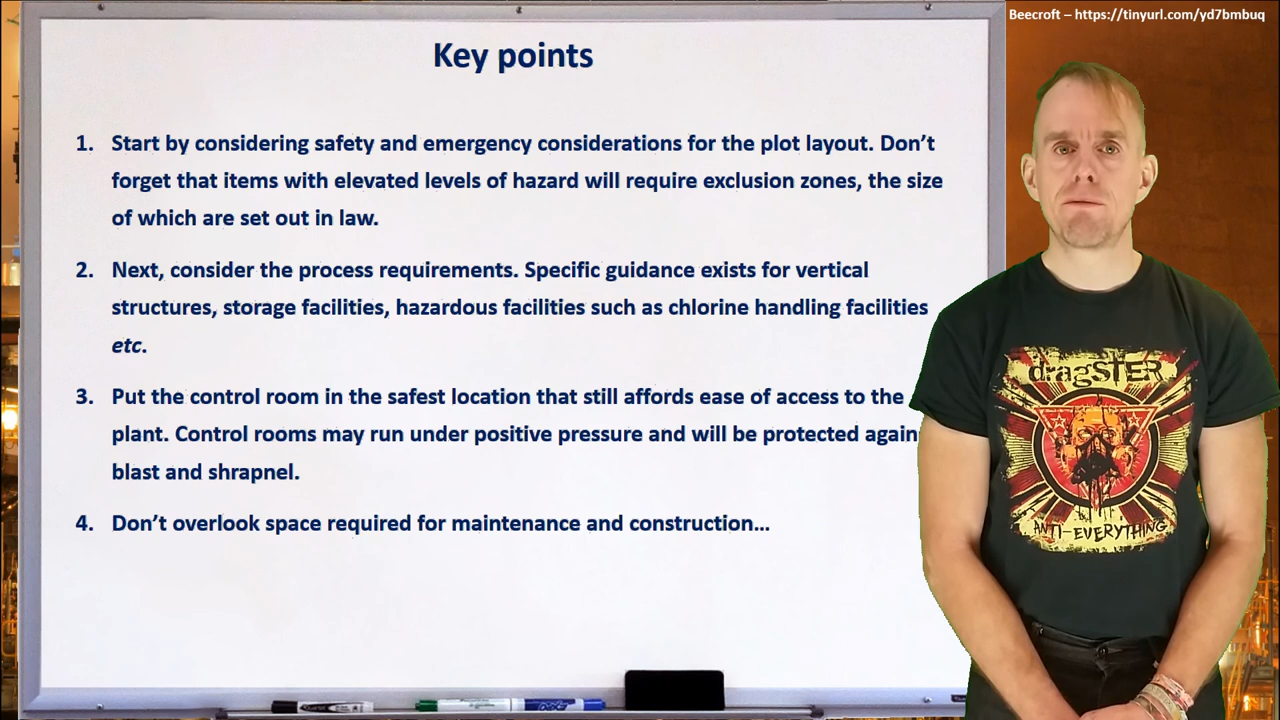 Beecroft – https://tinyurl.com/yd7bmbuq
Key points
1. Start by considering safety and emergency considerations for the plot layout. Don’t
forget that items with elevated levels of hazard will require exclusion zones, the size
of which are set out in law.
2. Next, consider the process requirements. Specific guidance exists for vertical
structures, storage facilities, hazardous facilities such as chlorine handling facilities
etc.
3. Put the control room in the safest location that still affords ease of access to the
plant. Control rooms may run under positive pressure and will be protected again
blast and shrapnel.
4. Don’t overlook space required for maintenance and construction...
dragSTER
ANTI-EVERYTHING